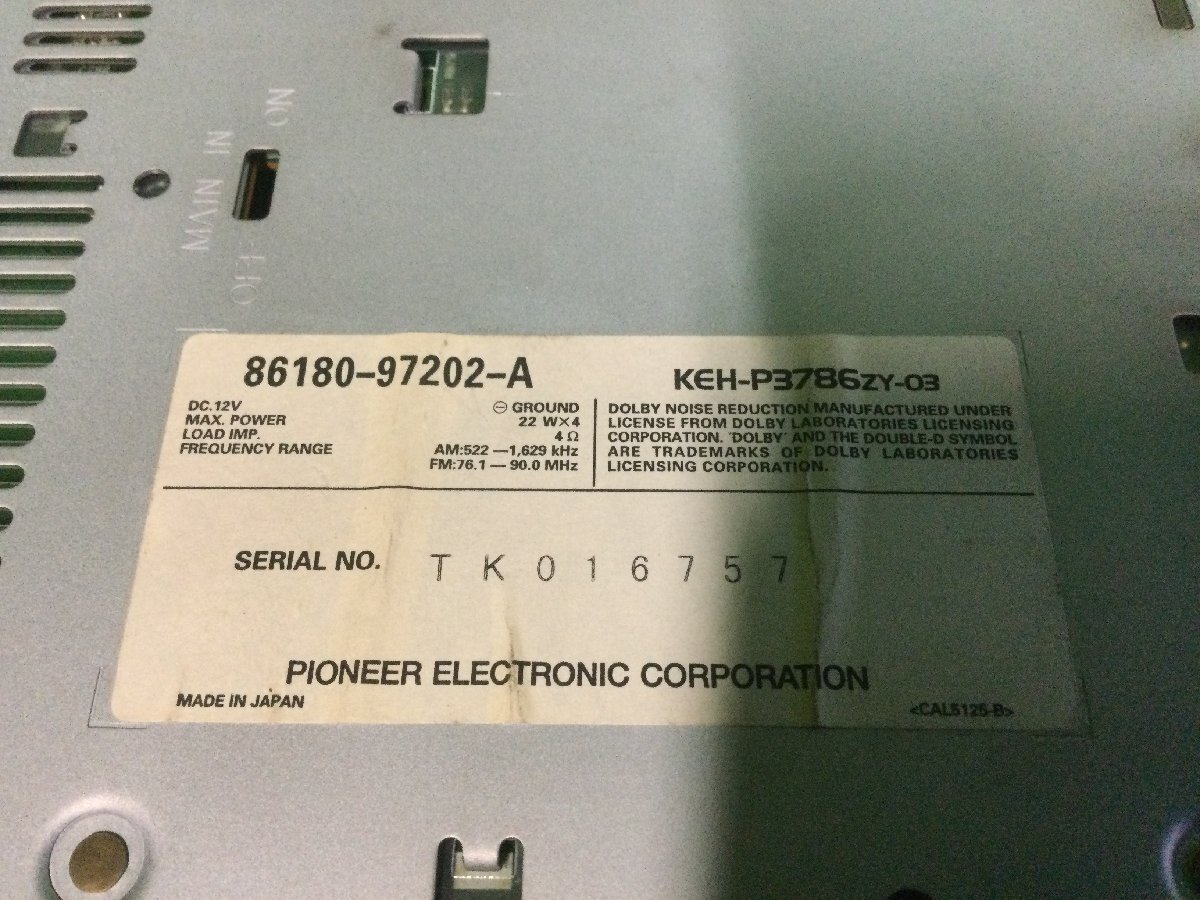 MAIN IN
OFF
ON
86180-97202-A
KEH-P3786ZY-03
DC.12V ⊖ GROUND
MAX. POWER 22 W×4
LOAD IMP. 4 Ω
FREQUENCY RANGE AM:522 —1,629 kHz
FM:76.1 — 90.0 MHz
DOLBY NOISE REDUCTION MANUFACTURED UNDER
LICENSE FROM DOLBY LABORATORIES LICENSING
CORPORATION. "DOLBY" AND THE DOUBLE-D SYMBOL
ARE TRADEMARKS OF DOLBY LABORATORIES
LICENSING CORPORATION.
SERIAL NO. TK016757
PIONEER ELECTRONIC CORPORATION
MADE IN JAPAN
<CAL5125-B>